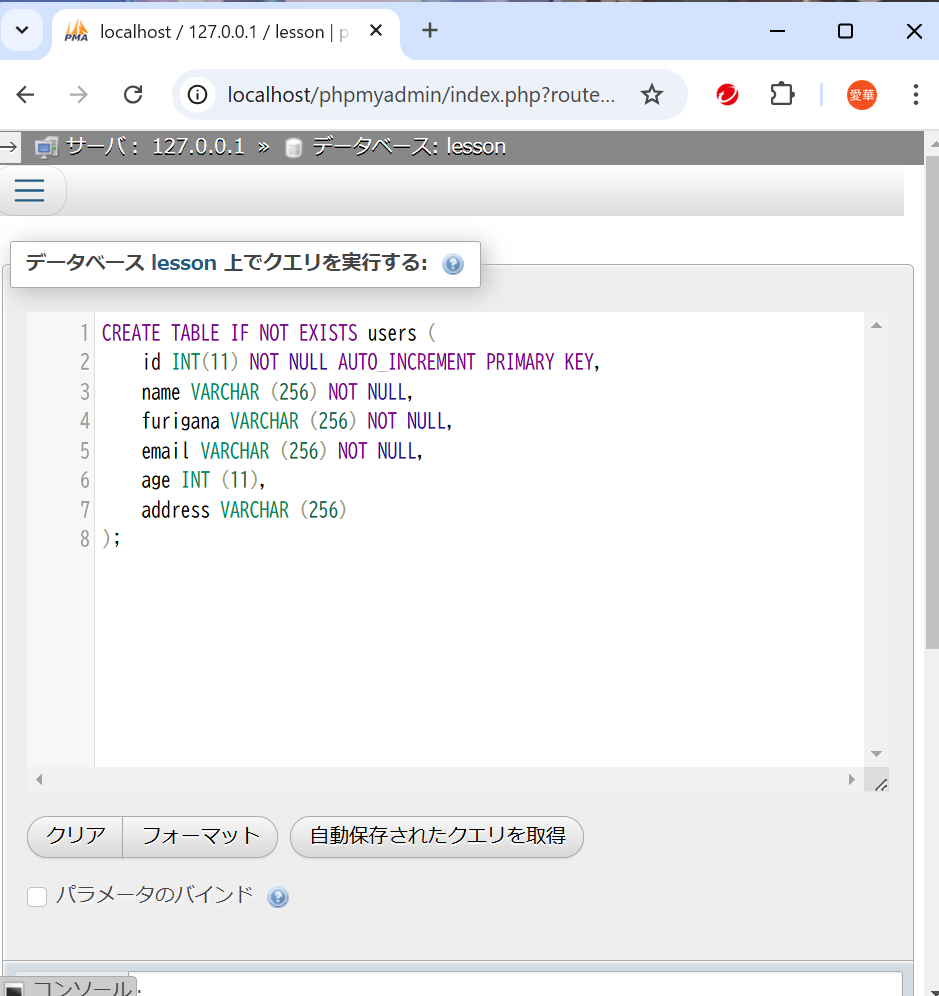 PMA localhost / 127.0.0.1 / lesson | p
localhost/phpmyadmin/index.php?route...
愛華
サーバ: 127.0.0.1 » データベース: lesson
データベース lesson 上でクエリを実行する:
1 CREATE TABLE IF NOT EXISTS users (
2 id INT(11) NOT NULL AUTO_INCREMENT PRIMARY KEY,
3 name VARCHAR (256) NOT NULL,
4 furigana VARCHAR (256) NOT NULL,
5 email VARCHAR (256) NOT NULL,
6 age INT (11),
7 address VARCHAR (256)
8 );
クリア フォーマット 自動保存されたクエリを取得
パラメータのバインド
コンソール